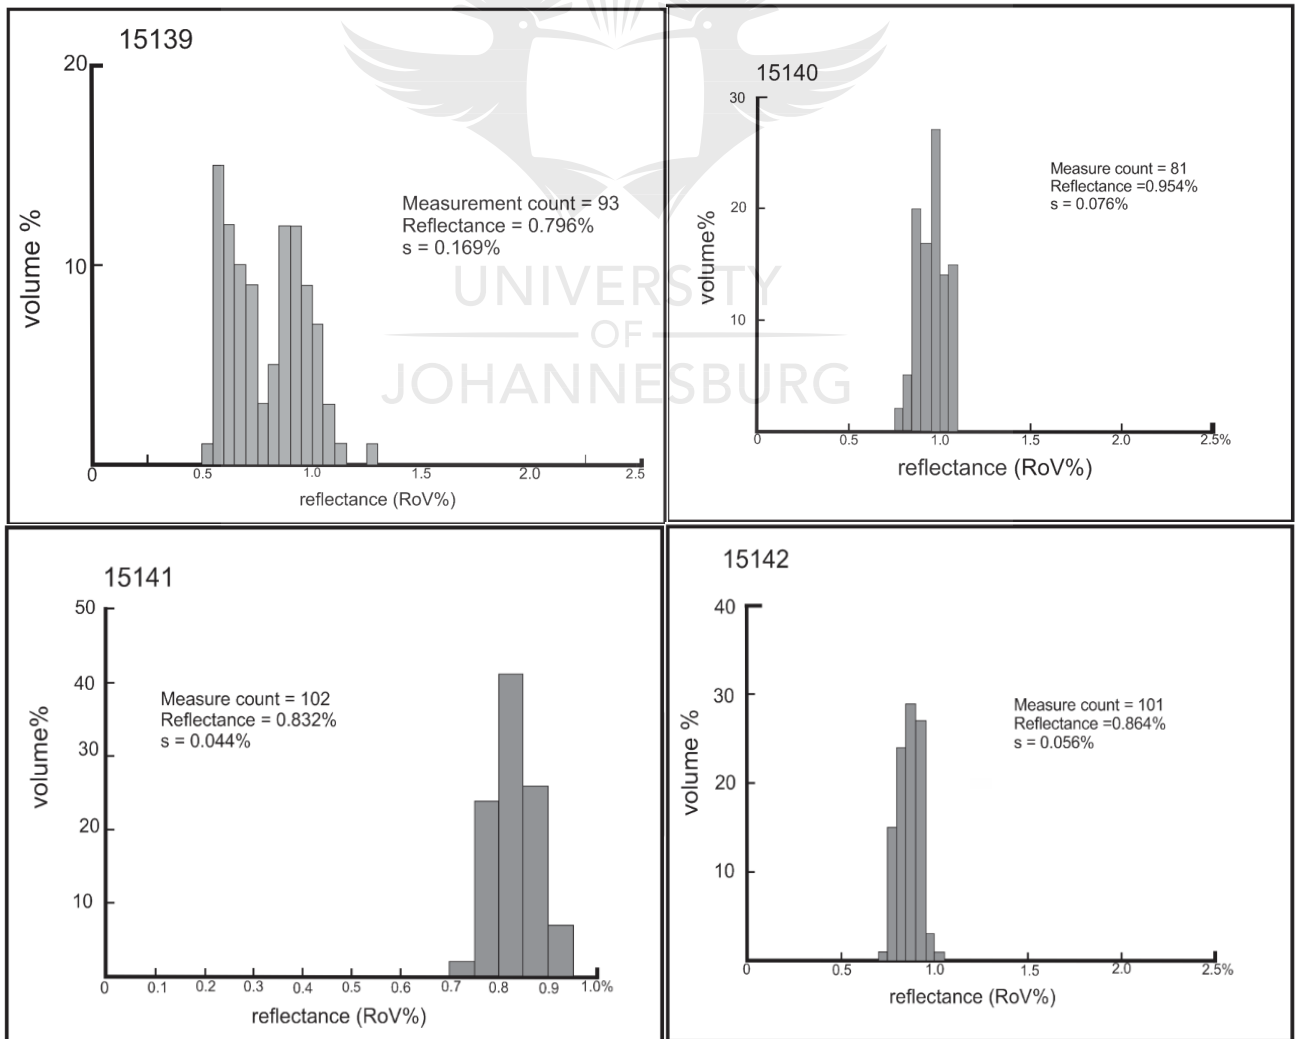 15139
20
10
volume %
Measurement count = 93
Reflectance = 0.796%
s = 0.169%
0 0.5 1.0 1.5 2.0 2.5
reflectance (RoV%)
15140
30
20
10
volume%
Measure count = 81
Reflectance =0.954%
s = 0.076%
0 0.5 1.0 1.5 2.0 2.5%
reflectance (RoV%)
UNIVERSITY
OF
JOHANNESBURG
15141
50
40
30
20
10
volume%
Measure count = 102
Reflectance = 0.832%
s = 0.044%
0 0.1 0.2 0.3 0.4 0.5 0.6 0.7 0.8 0.9 1.0%
reflectance (RoV%)
15142
40
30
20
10
volume %
Measure count = 101
Reflectance =0.864%
s = 0.056%
0 0.5 1.0 1.5 2.0 2.5%
reflectance (RoV%)